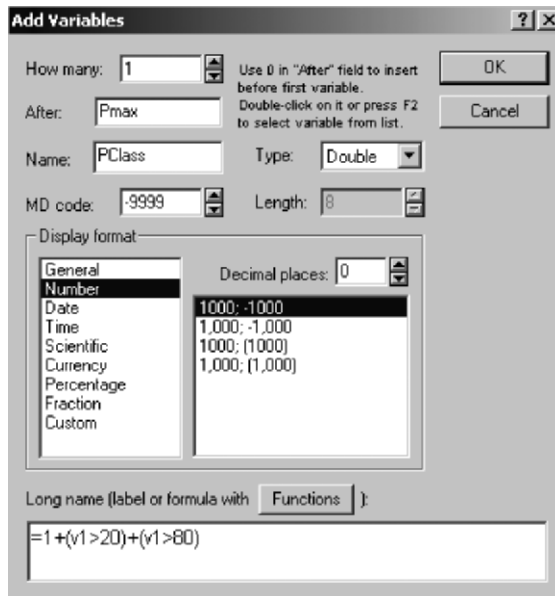 Add Variables
How many: 1
Use 0 in "After" field to insert
before first variable.
Double-click on it or press F2
to select variable from list.
OK
After: Pmax
Cancel
Name: PClass
Type: Double
MD code: -9999
Length: 8
Display format
General
Number
Date
Time
Scientific
Currency
Percentage
Fraction
Custom
Decimal places: 0
1000; -1000
1,000; -1,000
1000; (1000)
1,000; (1,000)
Long name (label or formula with Functions ):
=1+(v1>20)+(v1>80)